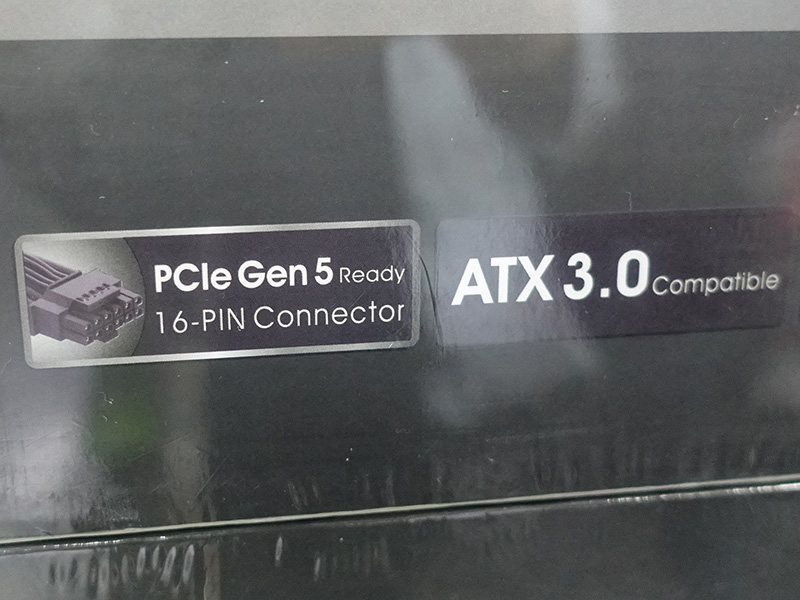 PCIe Gen 5 Ready
16-PIN Connector
ATX 3.0 Compatible